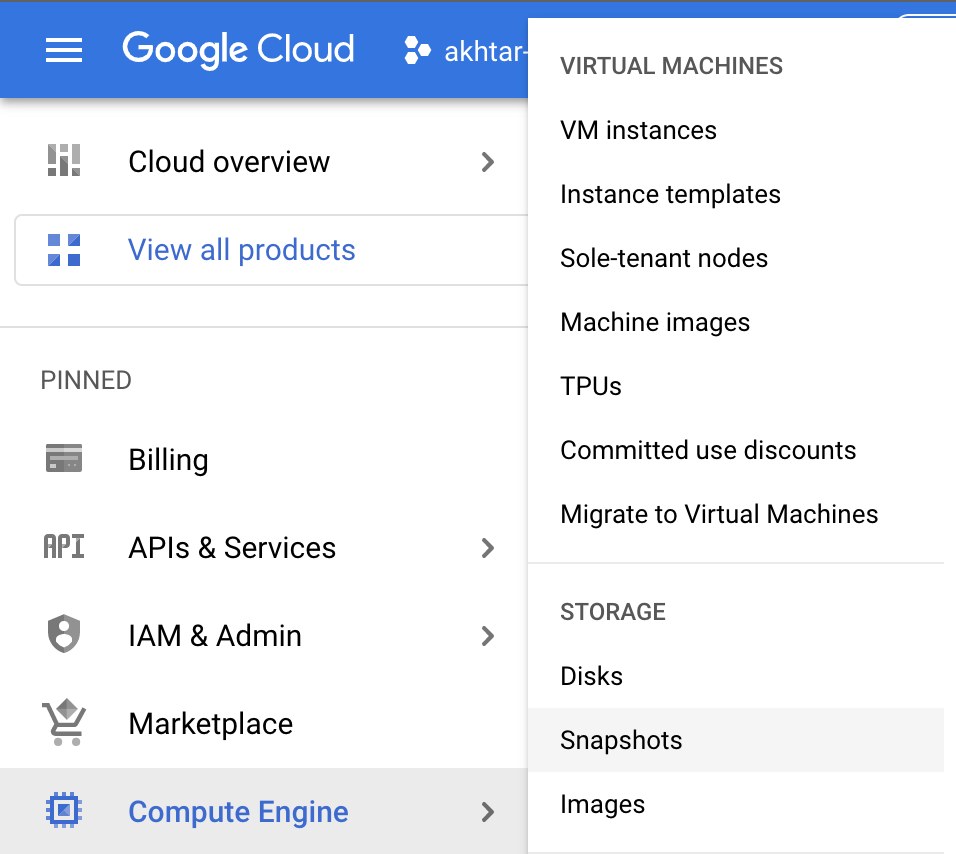 Google Cloud
akhtar-
Cloud overview
View all products
PINNED
Billing
API
APIs & Services
IAM & Admin
Marketplace
Compute Engine
VIRTUAL MACHINES
VM instances
Instance templates
Sole-tenant nodes
Machine images
TPUs
Committed use discounts
Migrate to Virtual Machines
STORAGE
Disks
Snapshots
Images